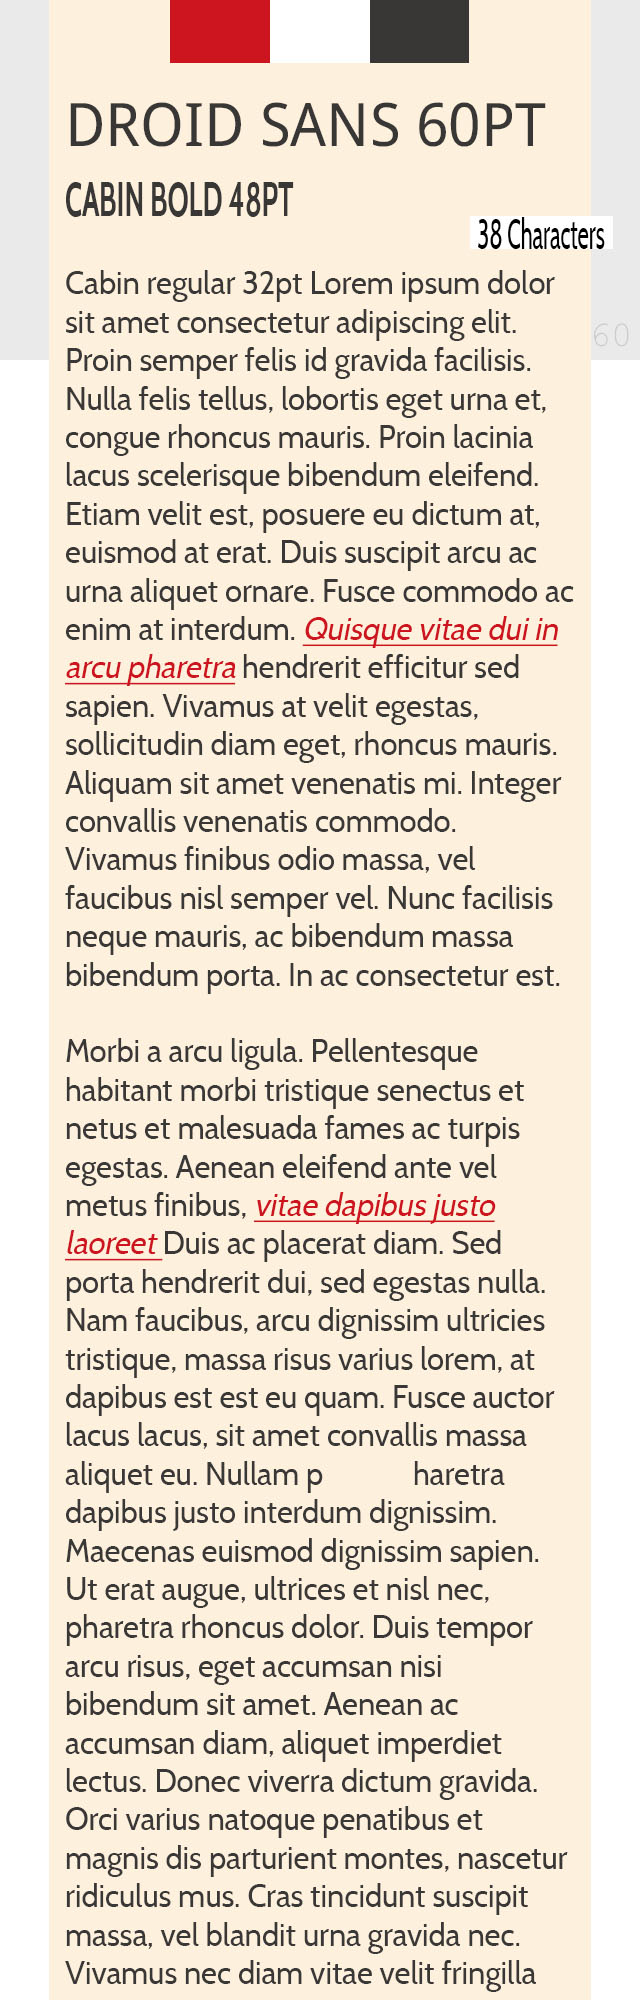 DROID SANS 60PT
CABIN BOLD 48PT
38 Characters
Cabin regular 32pt Lorem ipsum dolor
sit amet consectetur adipiscing elit.
60
Proin semper felis id gravida facilisis.
Nulla felis tellus, lobortis eget urna et,
congue rhoncus mauris. Proin lacinia
lacus scelerisque bibendum eleifend.
Etiam velit est, posuere eu dictum at,
euismod at erat. Duis suscipit arcu ac
urna aliquet ornare. Fusce commodo ac
enim at interdum. Quisque vitae dui in
arcu pharetra hendrerit efficitur sed
sapien. Vivamus at velit egestas,
sollicitudin diam eget, rhoncus mauris.
Aliquam sit amet venenatis mi. Integer
convallis venenatis commodo.
Vivamus finibus odio massa, vel
faucibus nisl semper vel. Nunc facilisis
neque mauris, ac bibendum massa
bibendum porta. In ac consectetur est.
Morbi a arcu ligula. Pellentesque
habitant morbi tristique senectus et
netus et malesuada fames ac turpis
egestas. Aenean eleifend ante vel
metus finibus, vitae dapibus justo
laoreet Duis ac placerat diam. Sed
porta hendrerit dui, sed egestas nulla.
Nam faucibus, arcu dignissim ultricies
tristique, massa risus varius lorem, at
dapibus est est eu quam. Fusce auctor
lacus lacus, sit amet convallis massa
aliquet eu. Nullam p haretra
dapibus justo interdum dignissim.
Maecenas euismod dignissim sapien.
Ut erat augue, ultrices et nisl nec,
pharetra rhoncus dolor. Duis tempor
arcu risus, eget accumsan nisi
bibendum sit amet. Aenean ac
accumsan diam, aliquet imperdiet
lectus. Donec viverra dictum gravida.
Orci varius natoque penatibus et
magnis dis parturient montes, nascetur
ridiculus mus. Cras tincidunt suscipit
massa, vel blandit urna gravida nec.
Vivamus nec diam vitae velit fringilla